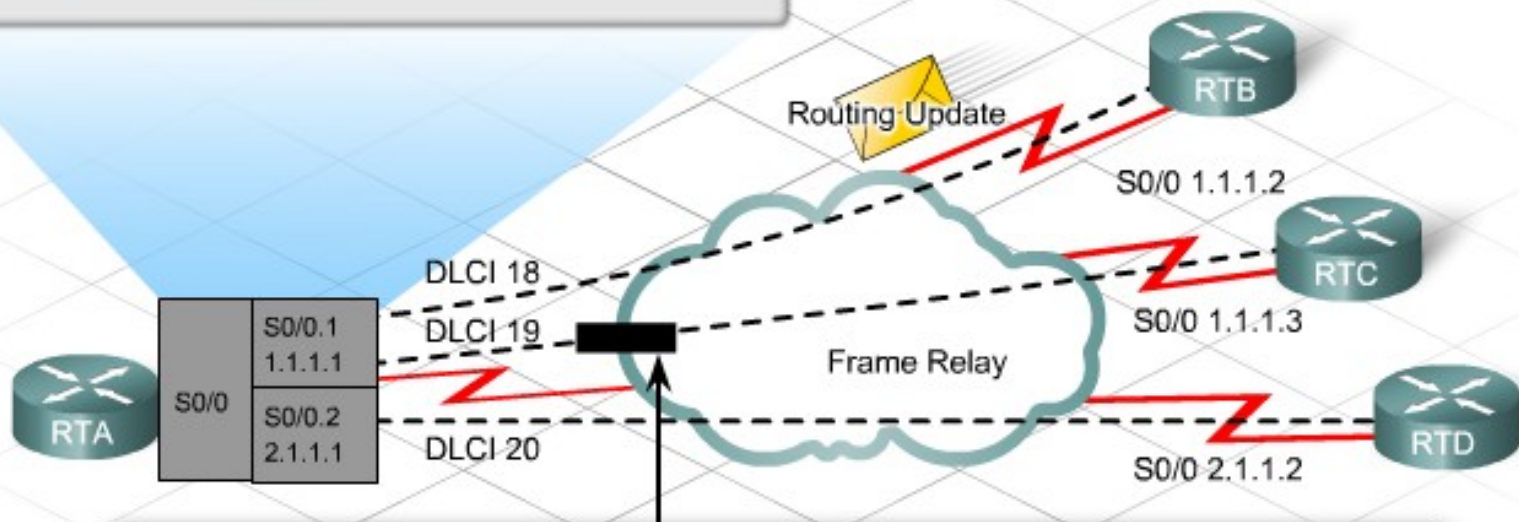 Routing Update
RTB
S0/0 1.1.1.2
DLCI 18
RTC
S0/0.1
1.1.1.1
DLCI 19
S0/0 1.1.1.3
Frame Relay
S0/0
RTA
S0/0.2
2.1.1.1
DLCI 20
RTD
S0/0 2.1.1.2